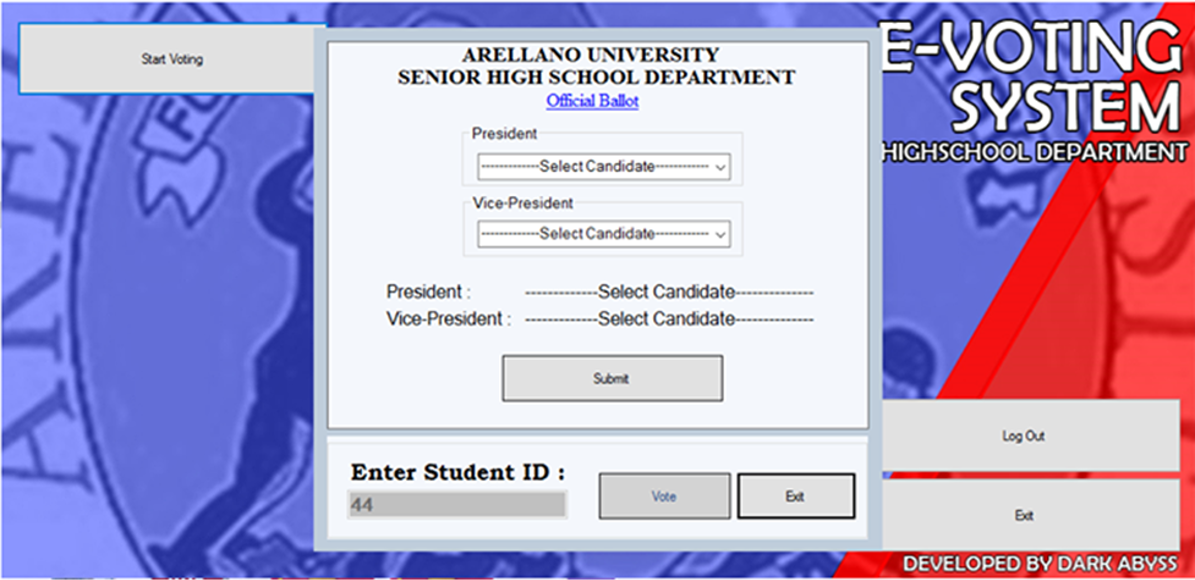 Start Voting
E-VOTING
SYSTEM
HIGHSCHOOL DEPARTMENT
ARELLANO UNIVERSITY
SENIOR HIGH SCHOOL DEPARTMENT
Official Ballot
President
-------------Select Candidate------------
Vice-President
-------------Select Candidate------------
President : -------------Select Candidate--------------
Vice-President : -------------Select Candidate--------------
Submit
Enter Student ID :
44
Vote
Exit
Log Out
Exit
DEVELOPED BY DARK ABYSS